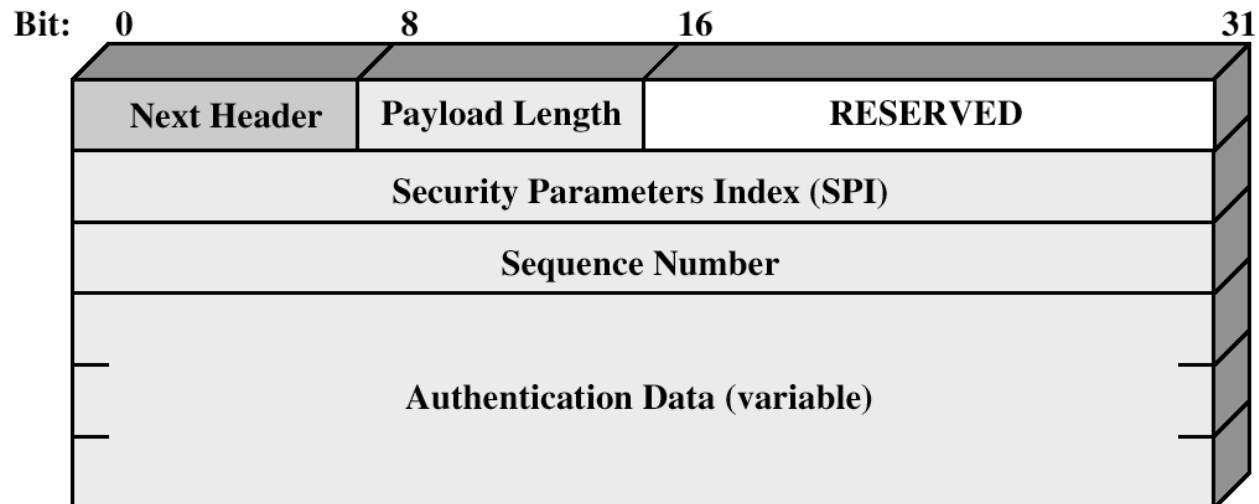 Bit: 0 8 16 31
Next Header Payload Length RESERVED
Security Parameters Index (SPI)
Sequence Number
Authentication Data (variable)